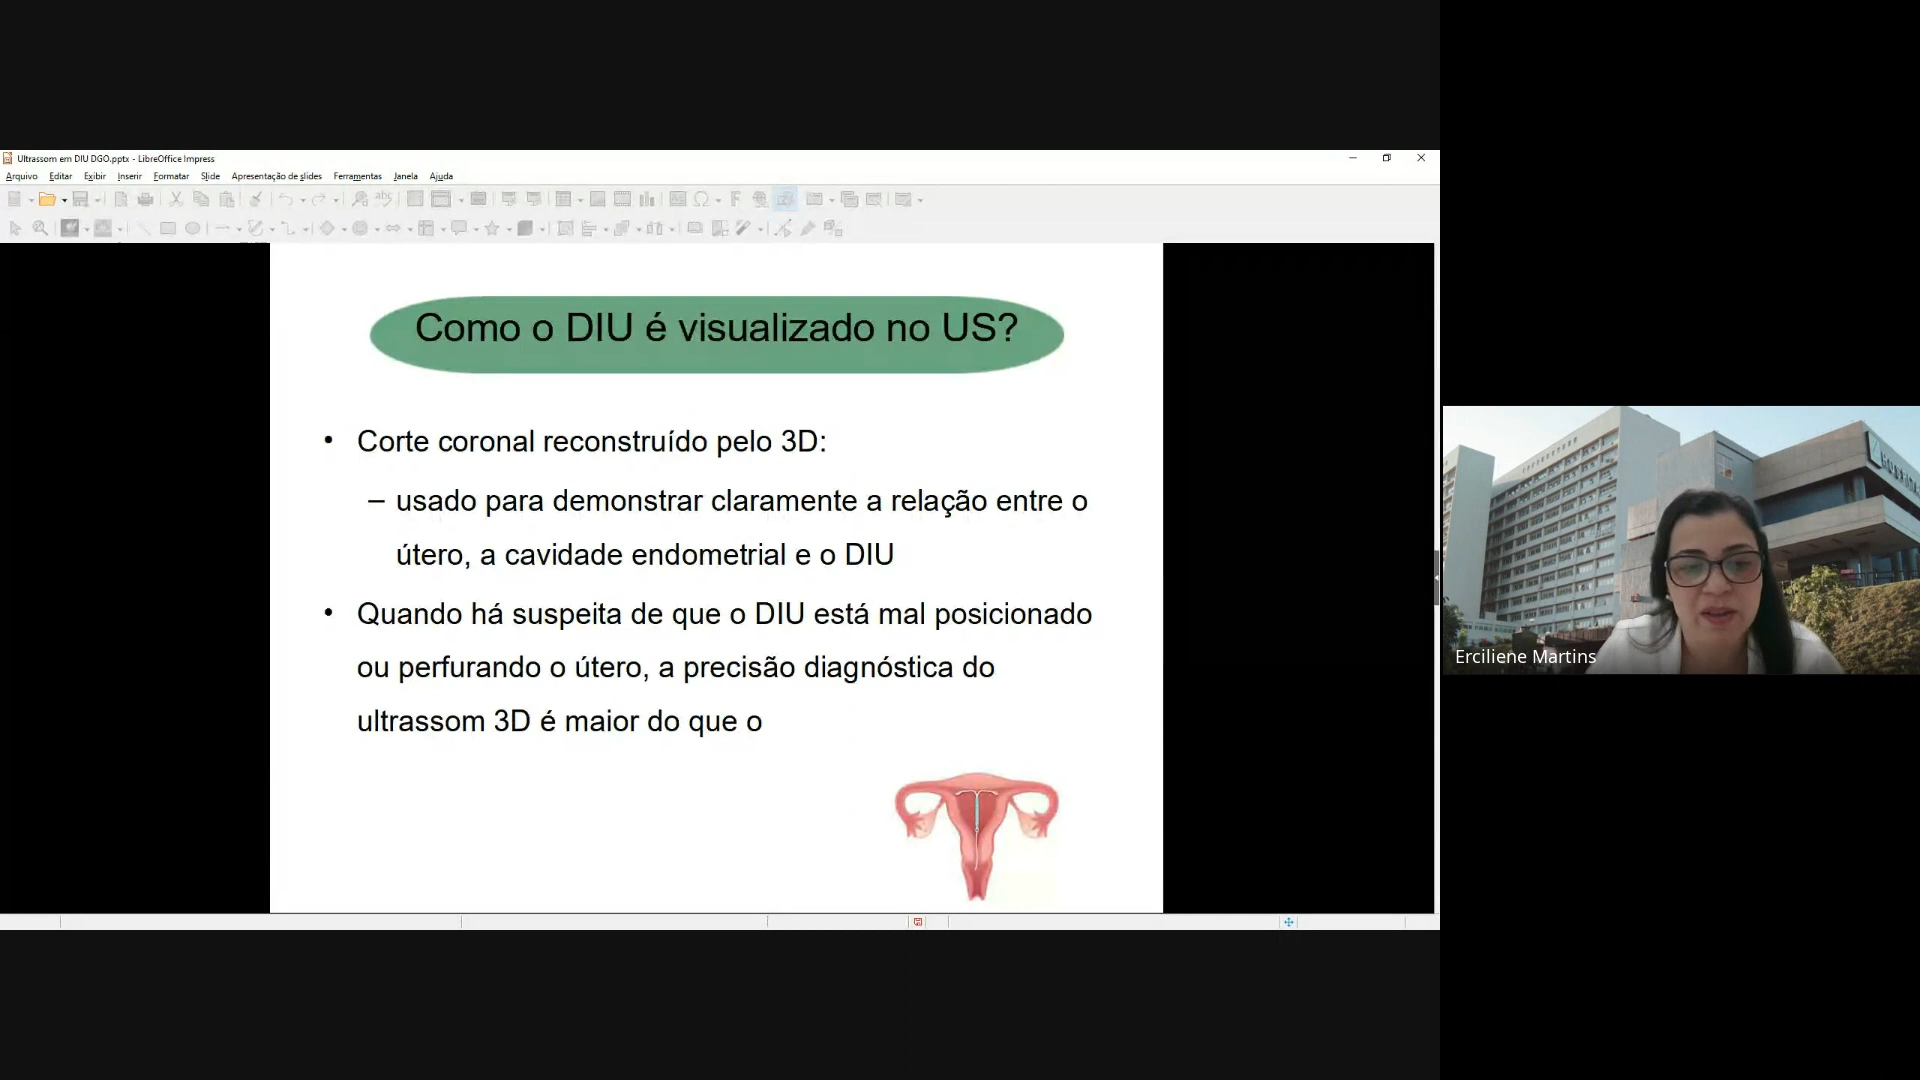 Ultrassom em DIU DGO.pptx - LibreOffice Impress
Arquivo Editar Exibir Inserir Formatar Slide Apresentação de slides Ferramentas Janela Ajuda
Como o DIU é visualizado no US?
• Corte coronal reconstruído pelo 3D:
– usado para demonstrar claramente a relação entre o
útero, a cavidade endometrial e o DIU
• Quando há suspeita de que o DIU está mal posicionado
ou perfurando o útero, a precisão diagnóstica do
ultrassom 3D é maior do que o
Erciliene Martins